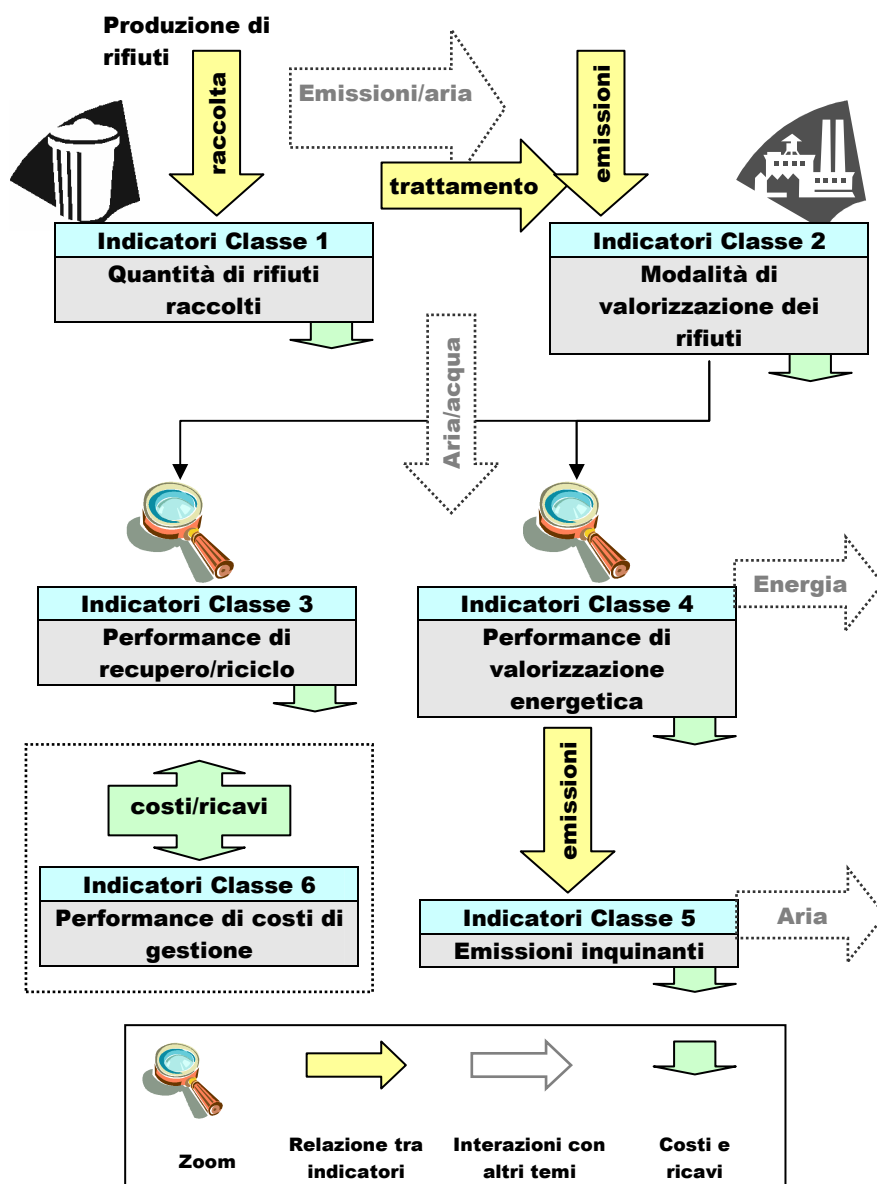 Produzione di
rifiuti
raccolta
Emissioni/aria
emissioni
trattamento
Indicatori Classe 1
Quantità di rifiuti
raccolti
Indicatori Classe 2
Modalità di
valorizzazione dei
rifiuti
Aria/acqua
Indicatori Classe 3
Performance di
recupero/riciclo
Indicatori Classe 4
Performance di
valorizzazione
energetica
Energia
costi/ricavi
emissioni
Indicatori Classe 6
Performance di costi di
gestione
Indicatori Classe 5
Emissioni inquinanti
Aria
Zoom
Relazione tra
indicatori
Interazioni con
altri temi
Costi e
ricavi